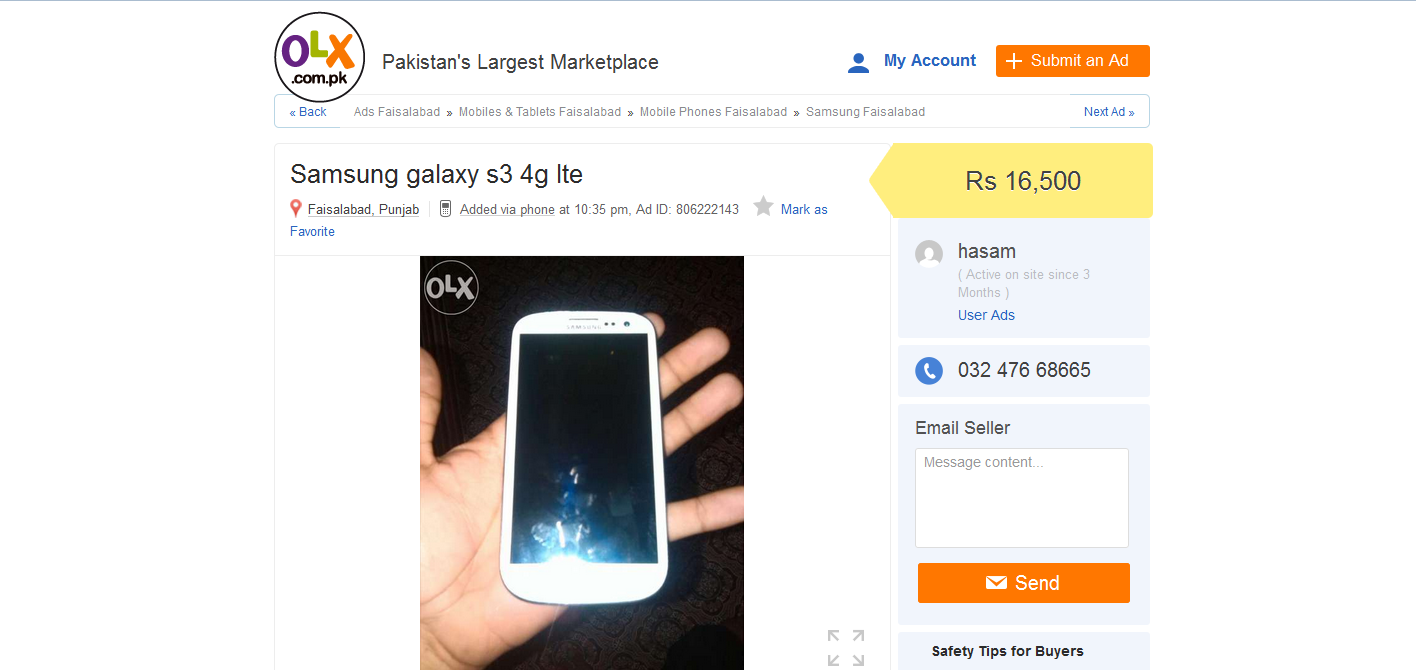 OLX
.com.pk
Pakistan's Largest Marketplace
My Account
Submit an Ad
« Back
Ads Faisalabad » Mobiles & Tablets Faisalabad » Mobile Phones Faisalabad » Samsung Faisalabad
Next Ad »
Samsung galaxy s3 4g lte
Faisalabad, Punjab
Added via phone at 10:35 pm, Ad ID: 806222143
Mark as
Favorite
Rs 16,500
hasam
( Active on site since 3
Months )
User Ads
032 476 68665
Email Seller
Message content...
Send
Safety Tips for Buyers
OLX
SAMSUNG